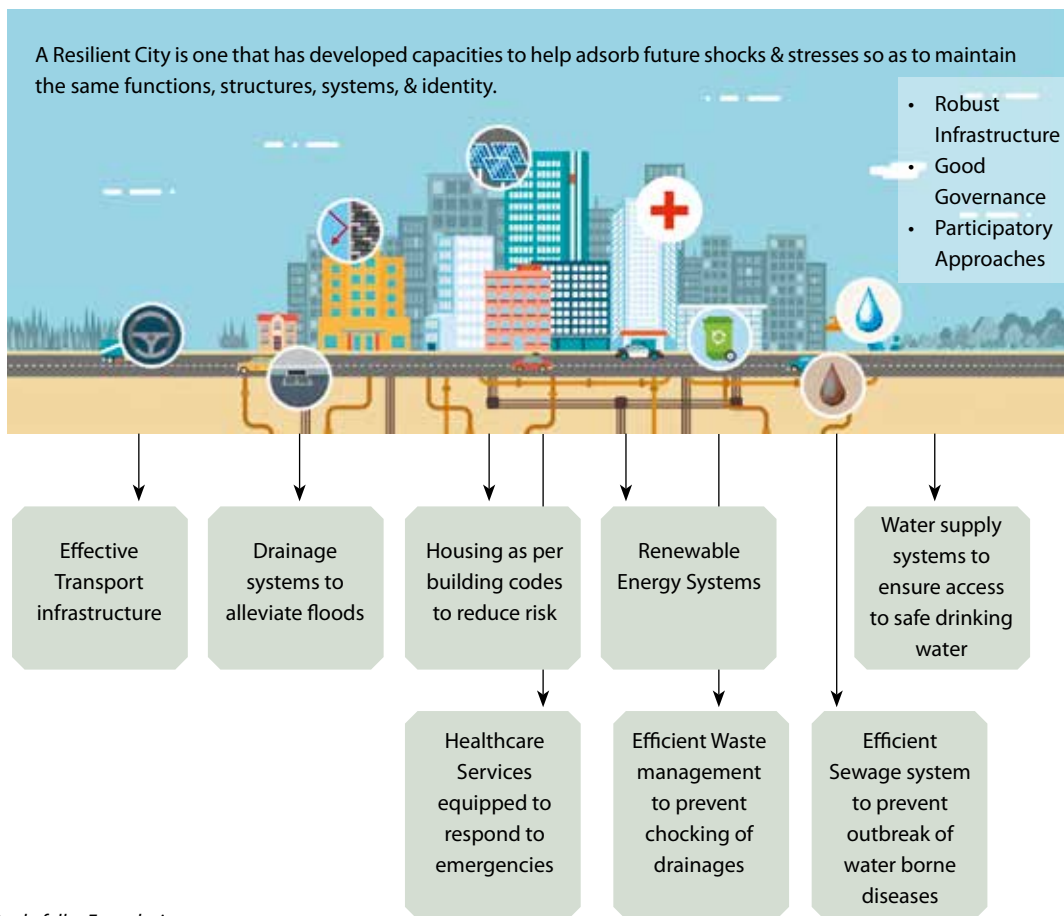 A Resilient City is one that has developed capacities to help adsorb future shocks & stresses so as to maintain
the same functions, structures, systems, & identity.
• Robust
Infrastructure
• Good
Governance
• Participatory
Approaches
Effective
Transport
infrastructure
Drainage
systems to
alleviate floods
Housing as per
building codes
to reduce risk
Renewable
Energy Systems
Water supply
systems to
ensure access
to safe drinking
water
Healthcare
Services
equipped to
respond to
emergencies
Efficient Waste
management
to prevent
chocking of
drainages
Efficient
Sewage system
to prevent
outbreak of
water borne
diseases